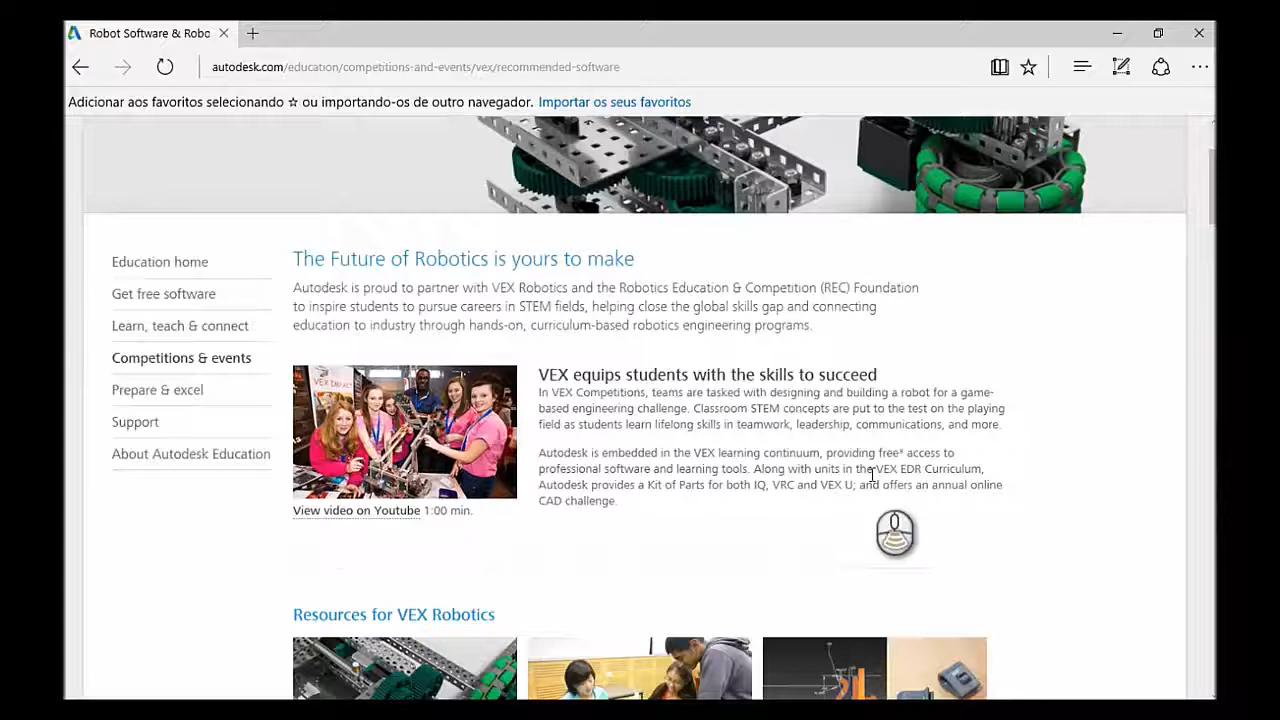 Robot Software & Robo
autodesk.com/education/competitions-and-events/vex/recommended-software
Adicionar aos favoritos selecionando ☆ ou importando-os de outro navegador. Importar os seus favoritos
Education home
Get free software
Learn, teach & connect
Competitions & events
Prepare & excel
Support
About Autodesk Education
The Future of Robotics is yours to make
Autodesk is proud to partner with VEX Robotics and the Robotics Education & Competition (REC) Foundation
to inspire students to pursue careers in STEM fields, helping close the global skills gap and connecting
education to industry through hands-on, curriculum-based robotics engineering programs.
View video on Youtube 1:00 min.
VEX equips students with the skills to succeed
In VEX Competitions, teams are tasked with designing and building a robot for a game-
based engineering challenge. Classroom STEM concepts are put to the test on the playing
field as students learn lifelong skills in teamwork, leadership, communications, and more.
Autodesk is embedded in the VEX learning continuum, providing free* access to
professional software and learning tools. Along with units in the VEX EDR Curriculum,
Autodesk provides a Kit of Parts for both IQ, VRC and VEX U; and offers an annual online
CAD challenge.
Resources for VEX Robotics